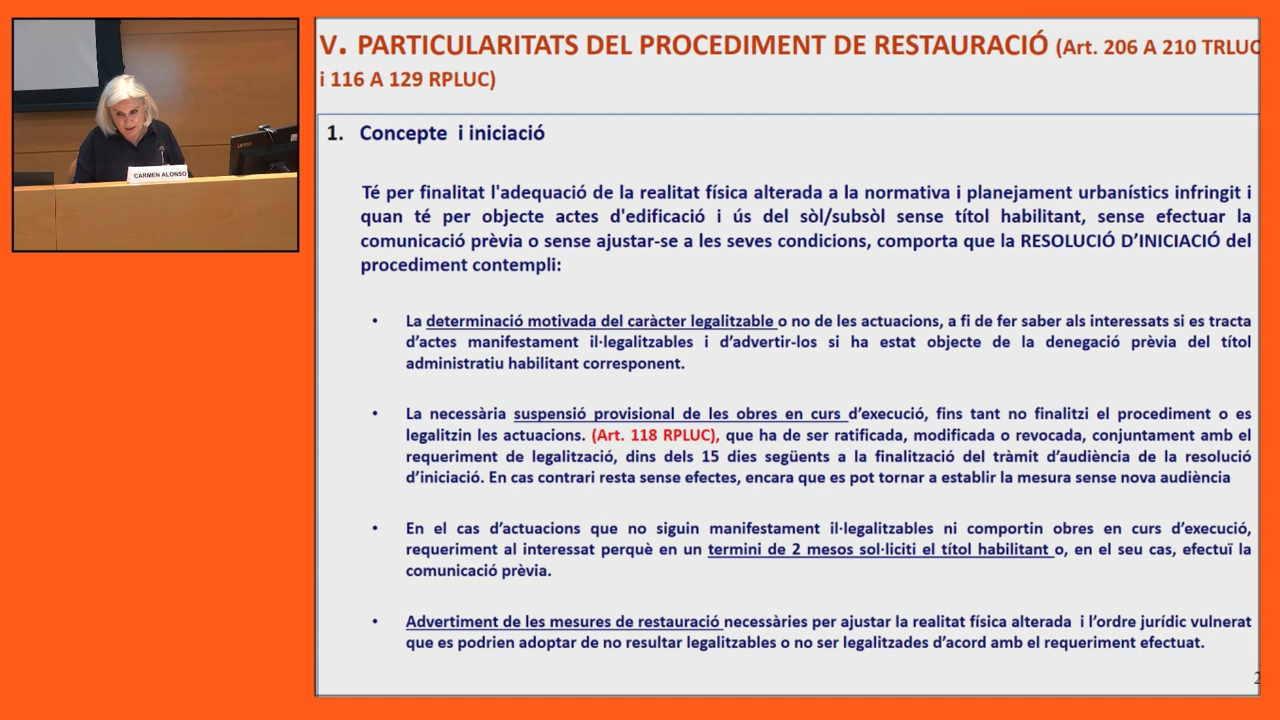 V. PARTICULARITATS DEL PROCEDIMENT DE RESTAURACIÓ (Art. 206 A 210 TRLUC
i 116 A 129 RPLUC)
1. Concepte i iniciació
Té per finalitat l'adequació de la realitat física alterada a la normativa i planejament urbanístics infringit i
quan té per objecte actes d'edificació i ús del sòl/subsòl sense títol habilitant, sense efectuar la
comunicació prèvia o sense ajustar-se a les seves condicions, comporta que la RESOLUCIÓ D’INICIACIÓ del
procediment contempli:
• La determinació motivada del caràcter legalitzable o no de les actuacions, a fi de fer saber als interessats si es tracta
d’actes manifestament il·legalitzables i d’advertir-los si ha estat objecte de la denegació prèvia del títol
administratiu habilitant corresponent.
• La necessària suspensió provisional de les obres en curs d’execució, fins tant no finalitzi el procediment o es
legalitzin les actuacions. (Art. 118 RPLUC), que ha de ser ratificada, modificada o revocada, conjuntament amb el
requeriment de legalització, dins dels 15 dies següents a la finalització del tràmit d’audiència de la resolució
d’iniciació. En cas contrari resta sense efectes, encara que es pot tornar a establir la mesura sense nova audiència
• En el cas d’actuacions que no siguin manifestament il·legalitzables ni comportin obres en curs d’execució,
requeriment al interessat perquè en un termini de 2 mesos sol·liciti el títol habilitant o, en el seu cas, efectuï la
comunicació prèvia.
• Advertiment de les mesures de restauració necessàries per ajustar la realitat física alterada i l’ordre jurídic vulnerat
que es podrien adoptar de no resultar legalitzables o no ser legalitzades d’acord amb el requeriment efectuat.
CARMEN ALONSO
lenovo
2